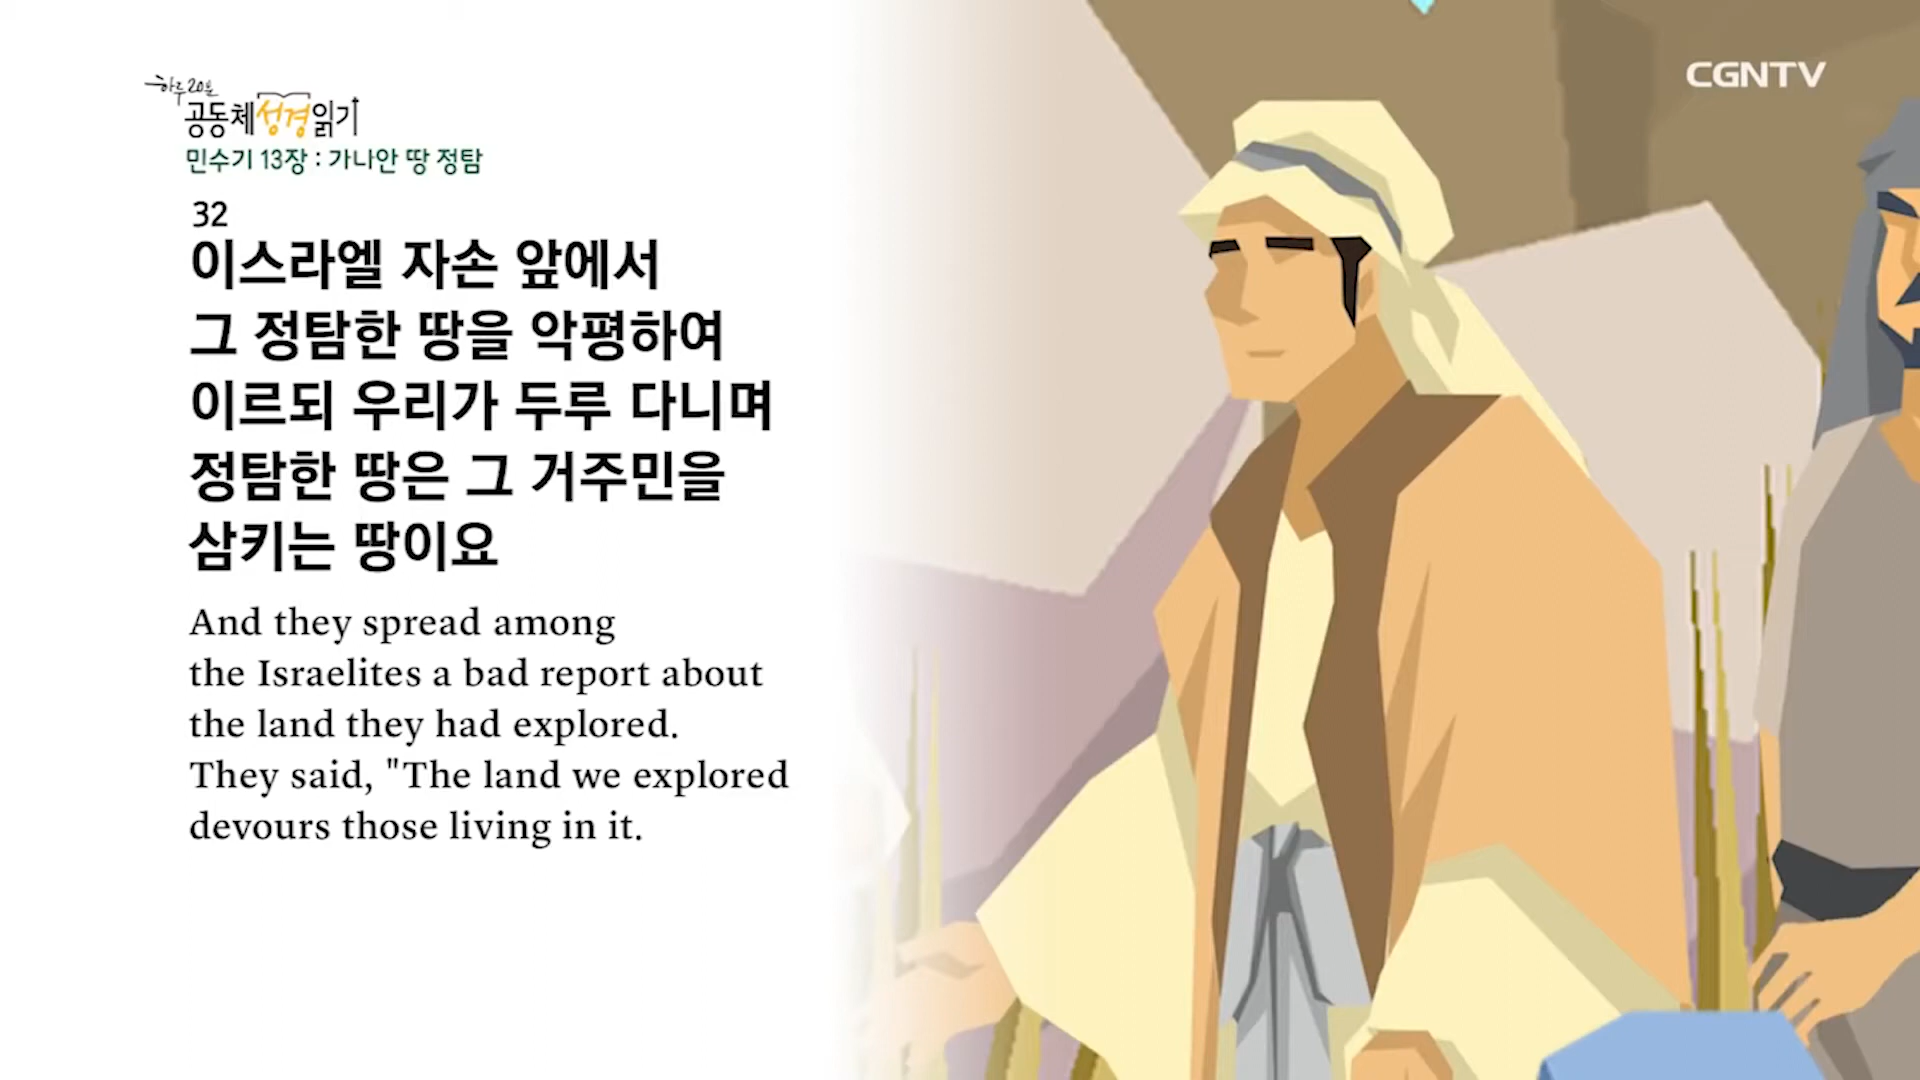 하루 20분
공동체성경읽기
민수기 13장 : 가나안 땅 정탐
CGNTV
32
이스라엘 자손 앞에서
그 정탐한 땅을 악평하여
이르되 우리가 두루 다니며
정탐한 땅은 그 거주민을
삼키는 땅이요
And they spread among
the Israelites a bad report about
the land they had explored.
They said, "The land we explored
devours those living in it.